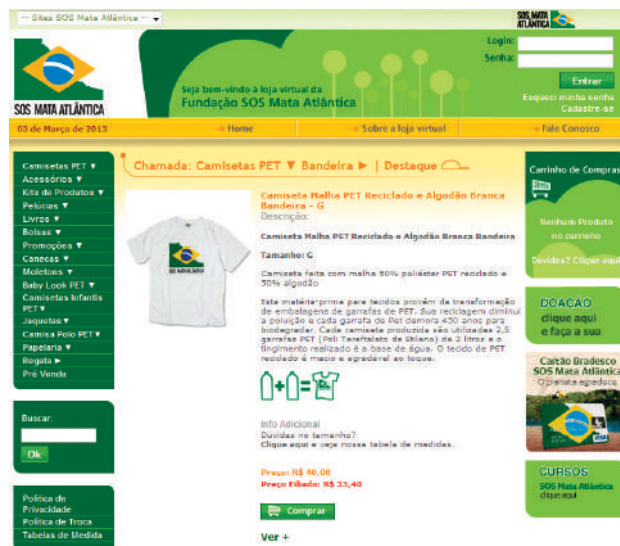 -- Sites SOS Mata Atlântica --
SOS MATA
ATLÂNTICA
Login:
Senha:
Entrar
Esqueci minha senha
Cadastre-se
SOS MATA ATLÂNTICA
Seja bem-vindo à loja virtual da
Fundação SOS Mata Atlântica
03 de Março de 2013
Home
Sobre a loja virtual
Fale Conosco
Camisetas PET ▼
Acessórios ▼
Kits de Produtos ▼
Pelúcias ▼
Livros ▼
Bolsas ▼
Promoções ▼
Canecas ▼
Moletons ▼
Baby Look PET ▼
Camisetas Infantis
PET ▼
Jaquetas ▼
Camisa Polo PET ▼
Papelaria ▼
Regata ►
Pré Venda
Buscar:
Ok
Política de
Privacidade
Política de Troca
Tabelas de Medida
Chamada: Camisetas PET ▼ Bandeira ► | Destaque
SOS MATA ATLÂNTICA
Camiseta Malha PET Reciclado e Algodão Branca
Bandeira - G
Descrição:
Camiseta Malha PET Reciclado e Algodão Branca Bandeira
Tamanho: G
Camiseta feita com malha 50% poliéster PET reciclado e
50% algodão
Esta matéria-prima para tecidos provém da transformação
de embalagens de garrafas de PET. Sua reciclagem diminui
a poluição e cada garrafa de Pet demora 450 anos para
biodegradar. Cada camiseta produzida são utilizadas 2,5
garrafas PET (Poli Tereftalato de Etileno) de 2 litros e o
tingimento realizado é a base de água. O tecido de PET
reciclado é macio e agradável ao toque.
Info Adicional
Dúvidas no tamanho?
Clique aqui e veja nossa tabela de medidas.
Preço: R$ 40,00
Preço Filiado: R$ 33,40
Comprar
Ver +
Carrinho de Compras
Nenhum Produto
no carrinho
Dúvidas? Clique aqui
DOAÇÃO
clique aqui
e faça a sua
Cartão Bradesco
SOS Mata Atlântica
O planeta agradece
CURSOS
SOS Mata Atlântica
clique aqui